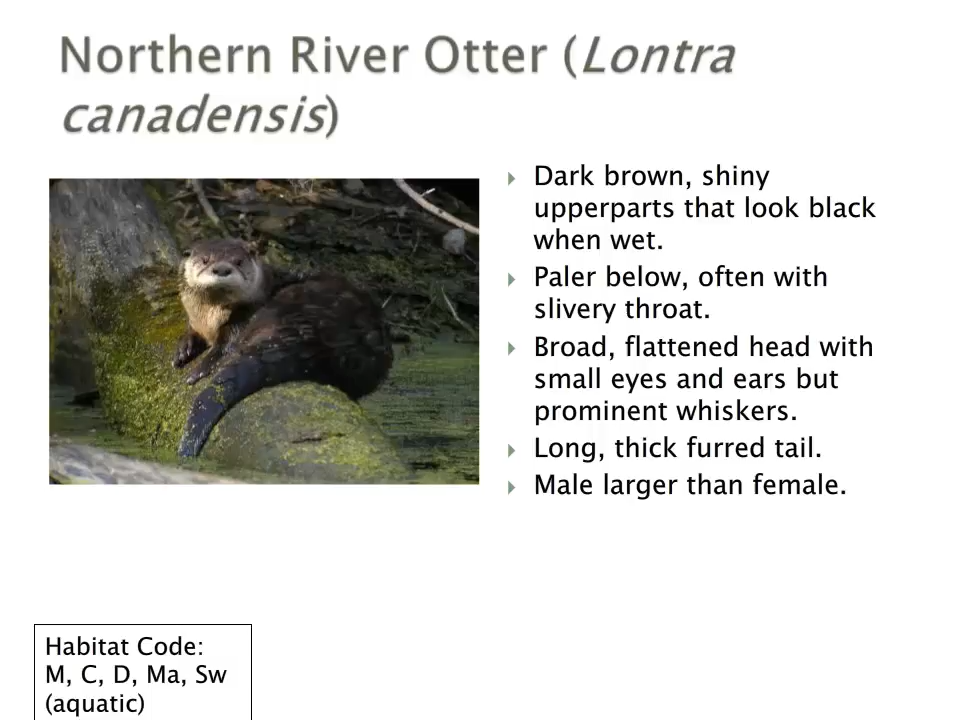 Northern River Otter (Lontra
canadensis)
Dark brown, shiny
upperparts that look black
when wet.
Paler below, often with
slivery throat.
Broad, flattened head with
small eyes and ears but
prominent whiskers.
Long, thick furred tail.
Male larger than female.
Habitat Code:
M, C, D, Ma, Sw
(aquatic)